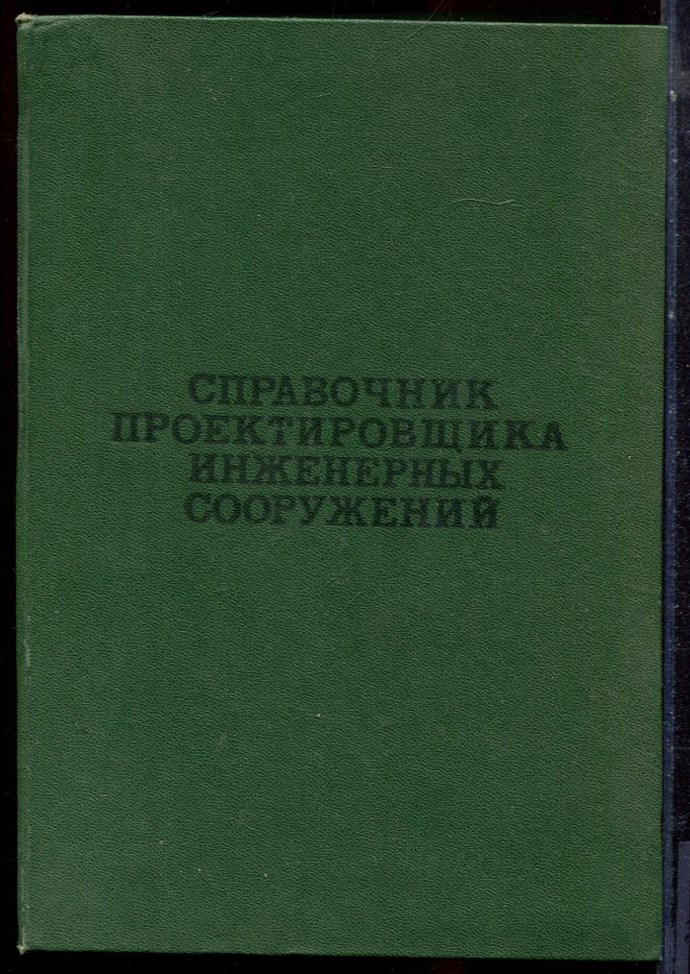 СПРАВОЧНИК
ПРОЕКТИРОВЩИКА
ИНЖЕНЕРНЫХ
СООРУЖЕНИЙ